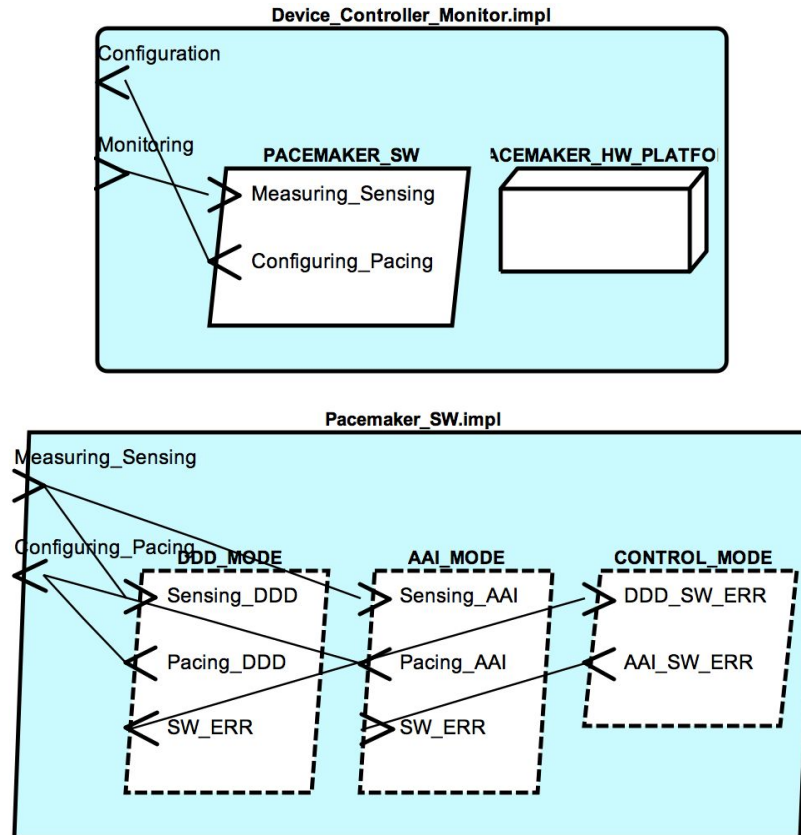 Device_Controller_Monitor.impl
Configuration
Monitoring
PACEMAKER_SW
ACEMAKER_HW_PLATFO
Measuring_Sensing
Configuring_Pacing
Pacemaker_SW.impl
Measuring_Sensing
Configuring_Pacing
DDD_MODE
AAI_MODE
CONTROL_MODE
Sensing_DDD
Sensing_AAI
DDD_SW_ERR
Pacing_DDD
Pacing_AAI
AAI_SW_ERR
SW_ERR
SW_ERR